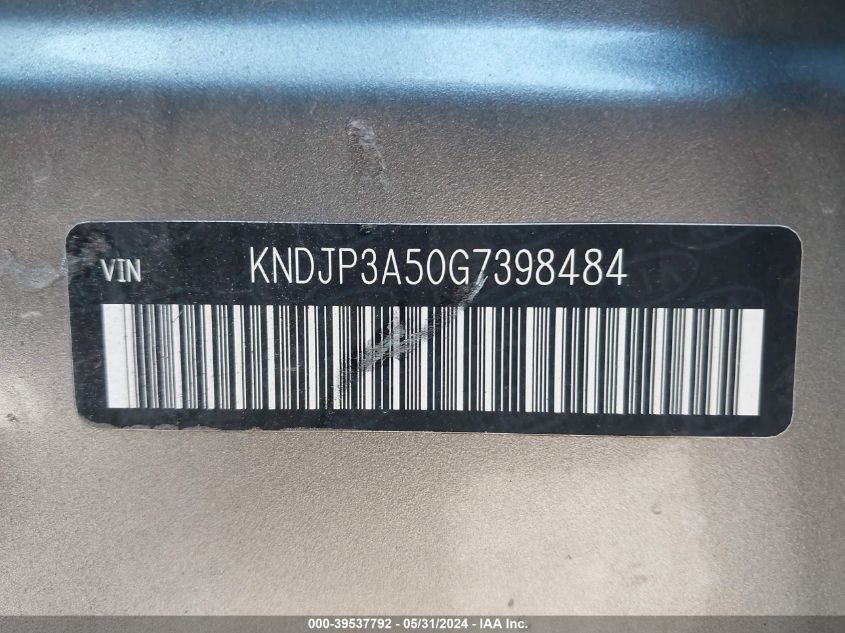 VIN KNDJP3A50G7398484
000-39537792 - 05/31/2024 - IAA, Inc.